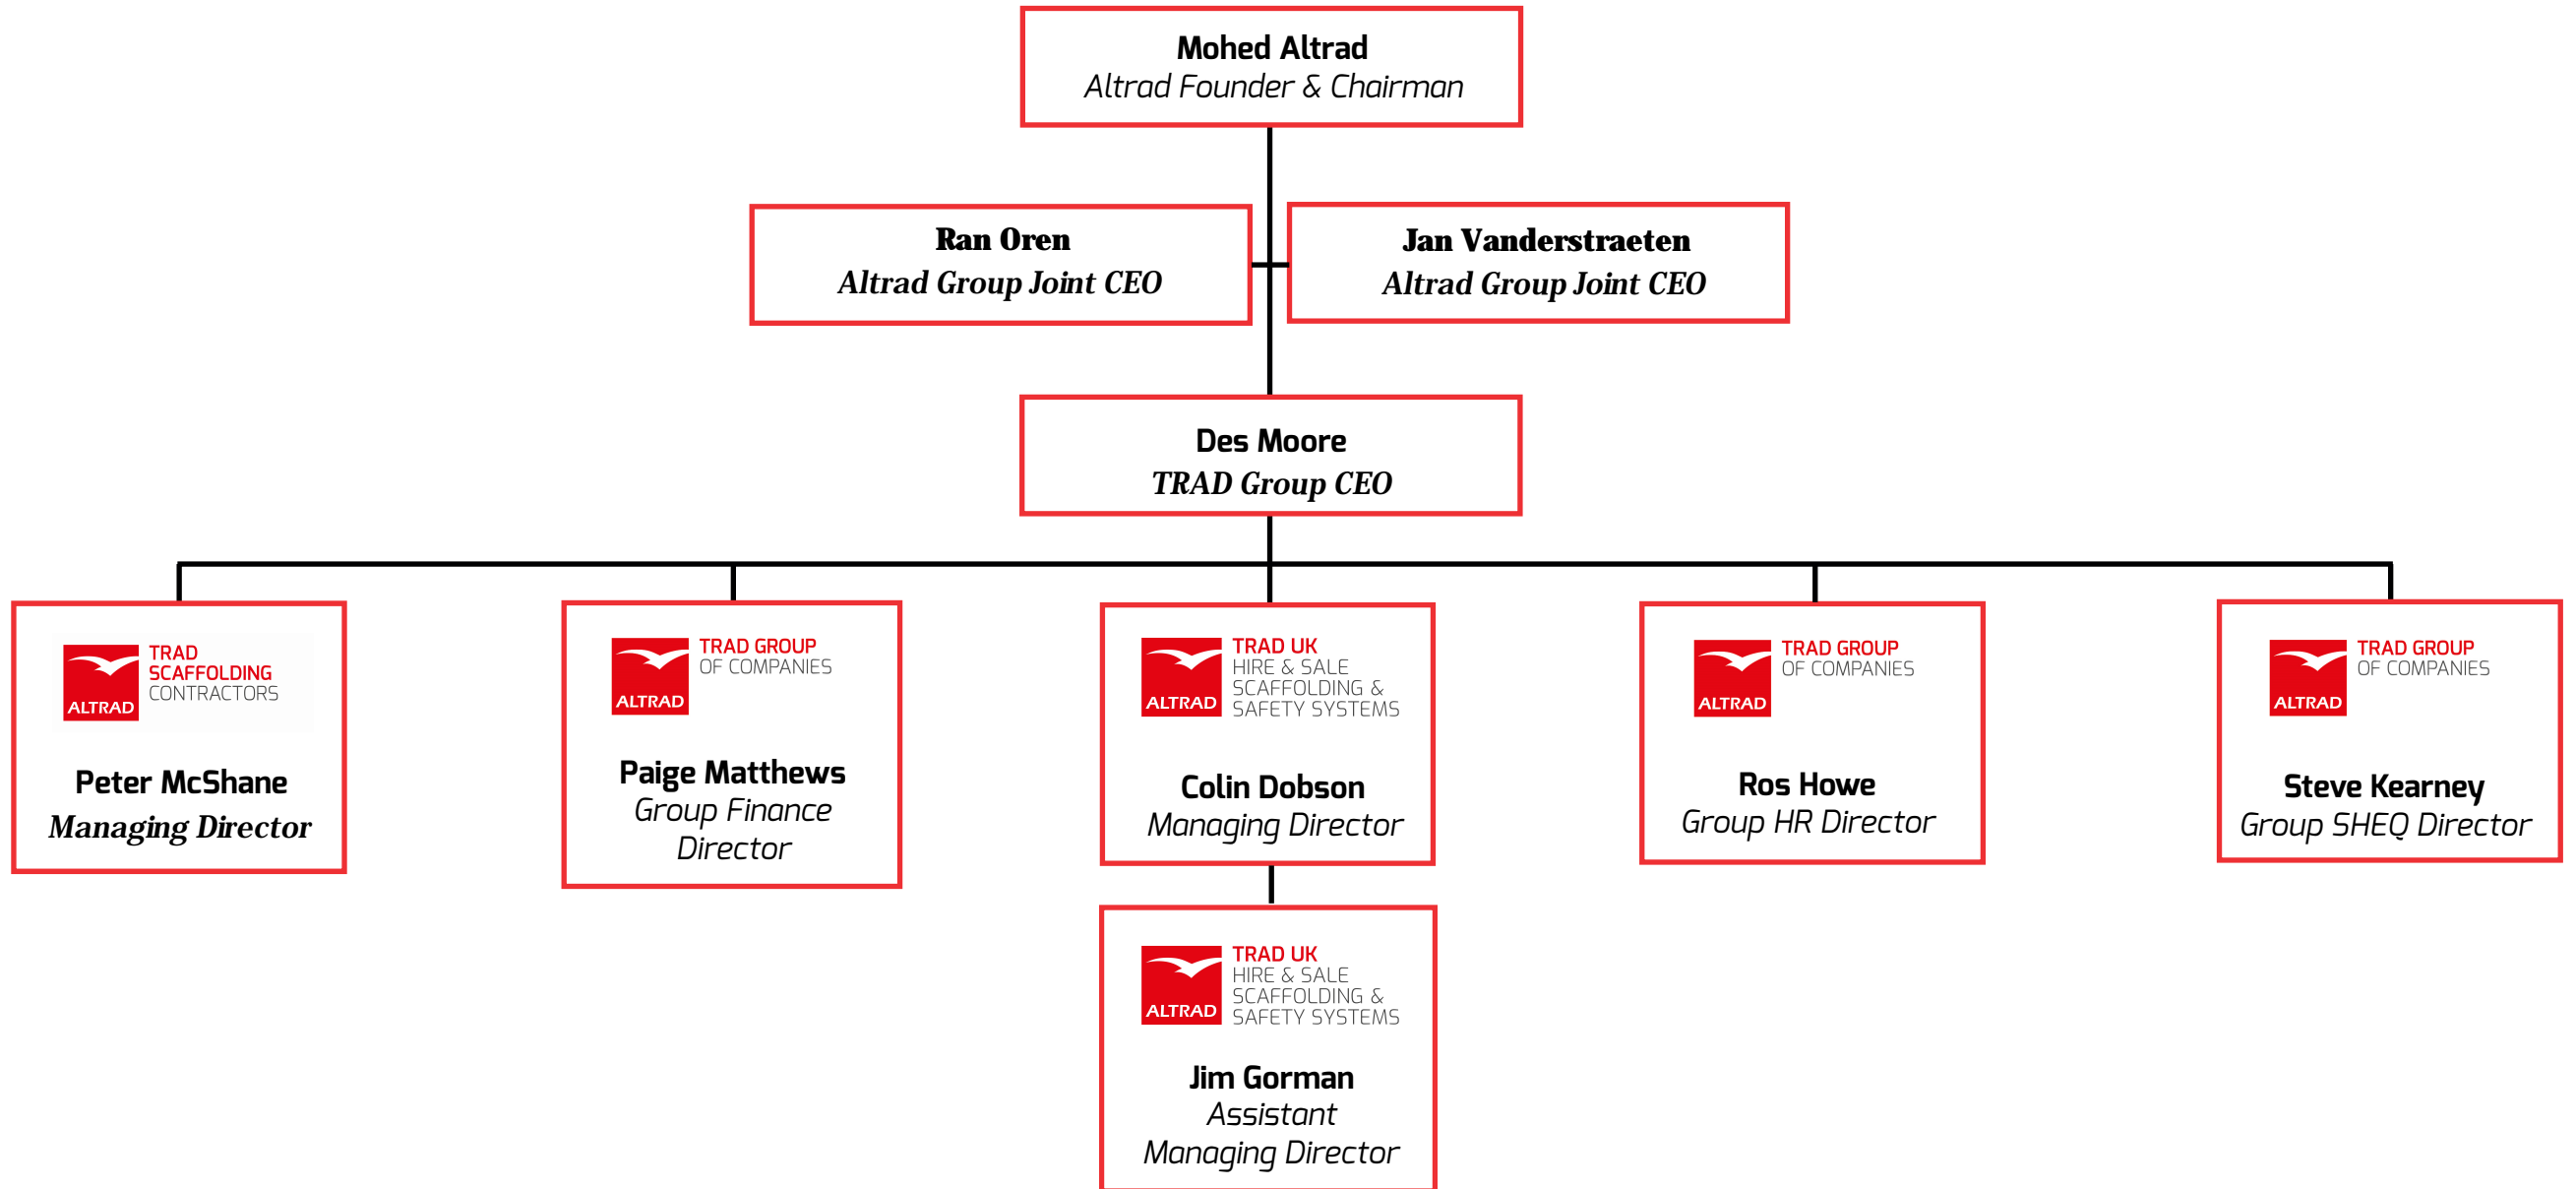 Mohed Altrad
Altrad Founder & Chairman
Ran Oren
Altrad Group Joint CEO
Jan Vanderstraeten
Altrad Group Joint CEO
Des Moore
TRAD Group CEO
TRAD
SCAFFOLDING
CONTRACTORS
ALTRAD
Peter McShane
Managing Director
TRAD GROUP
OF COMPANIES
ALTRAD
Paige Matthews
Group Finance
Director
TRAD UK
HIRE & SALE
SCAFFOLDING &
SAFETY SYSTEMS
ALTRAD
Colin Dobson
Managing Director
TRAD GROUP
OF COMPANIES
ALTRAD
Ros Howe
Group HR Director
TRAD GROUP
OF COMPANIES
ALTRAD
Steve Kearney
Group SHEQ Director
TRAD UK
HIRE & SALE
SCAFFOLDING &
SAFETY SYSTEMS
ALTRAD
Jim Gorman
Assistant
Managing Director